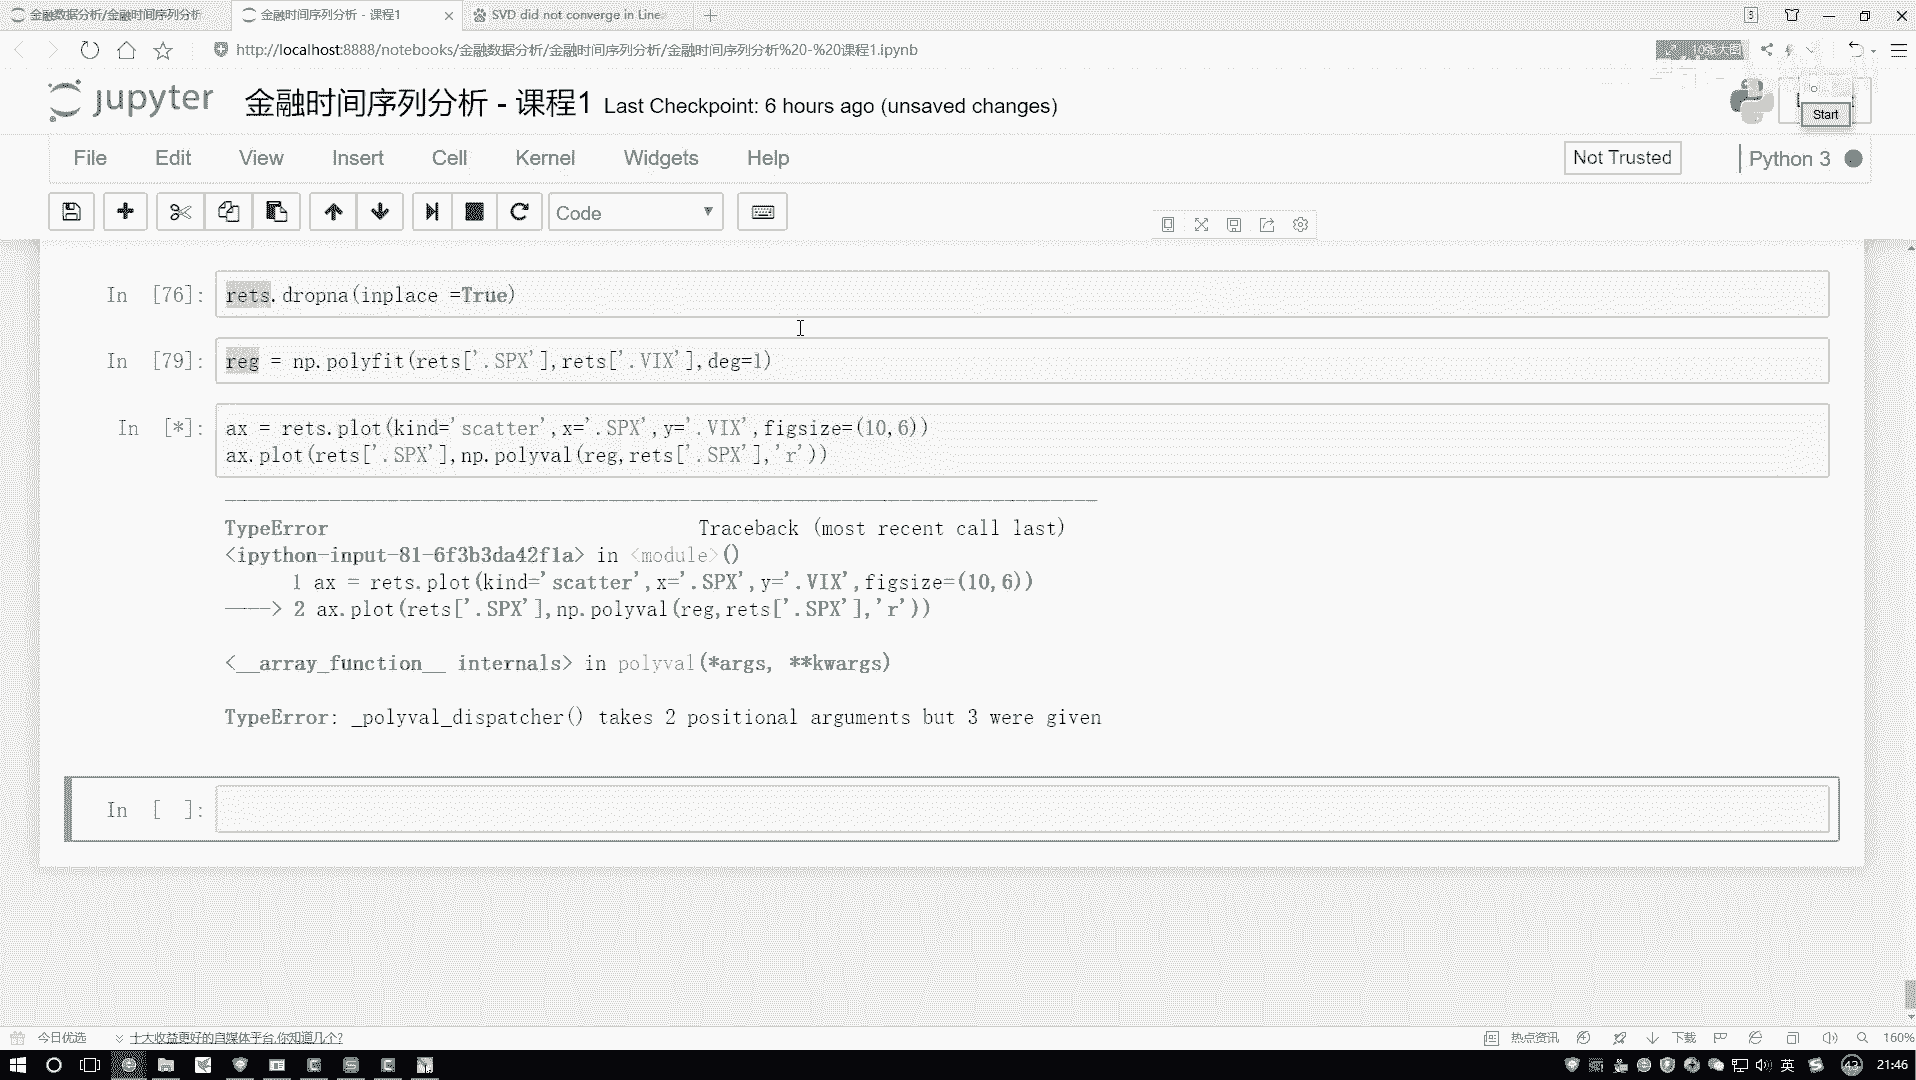 金融数据分析/金融时间序列分析
金融时间序列分析 - 课程1
SVD did not converge in Line
http://localhost:8888/notebooks/金融数据分析/金融时间序列分析/金融时间序列分析%20-%20课程1.ipynb
10张大图
jupyter 金融时间序列分析 - 课程1 Last Checkpoint: 6 hours ago (unsaved changes)
Start
File Edit View Insert Cell Kernel Widgets Help
Not Trusted
Python 3
Code
In [76]: rets.dropna(inplace =True)
In [79]: reg = np.polyfit(rets['.SPX'],rets['.VIX'],deg=1)
In [*]: ax = rets.plot(kind='scatter',x='.SPX',y='.VIX',figsize=(10,6))
ax.plot(rets['.SPX'],np.polyval(reg,rets['.SPX'],'r'))
TypeError Traceback (most recent call last)
<ipython-input-81-6f3b3da42f1a> in <module>()
1 ax = rets.plot(kind='scatter',x='.SPX',y='.VIX',figsize=(10,6))
----> 2 ax.plot(rets['.SPX'],np.polyval(reg,rets['.SPX'],'r'))
<__array_function__ internals> in polyval(*args, **kwargs)
TypeError: _polyval_dispatcher() takes 2 positional arguments but 3 were given
In [ ]:
今日优选
十大收益更好的自媒体平台,你知道几个?
热点资讯
下载
160%
英
43
21:46